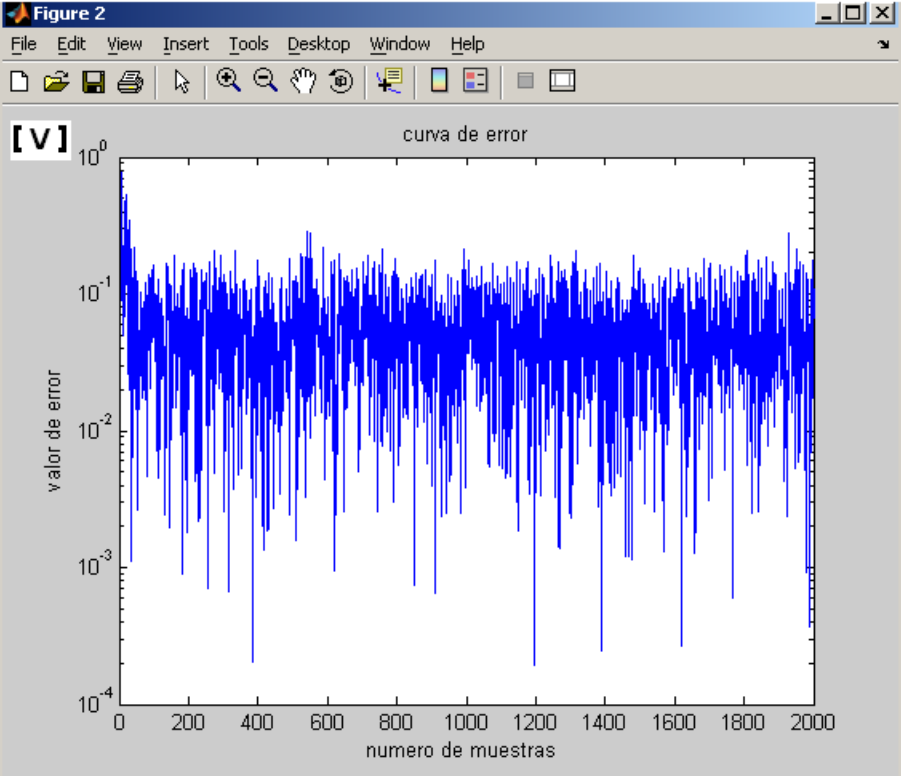 Figure 2
File Edit View Insert Tools Desktop Window Help
[ V ]
curva de error
10^0
10^-1
10^-2
10^-3
10^-4
valor de error
0 200 400 600 800 1000 1200 1400 1600 1800 2000
numero de muestras